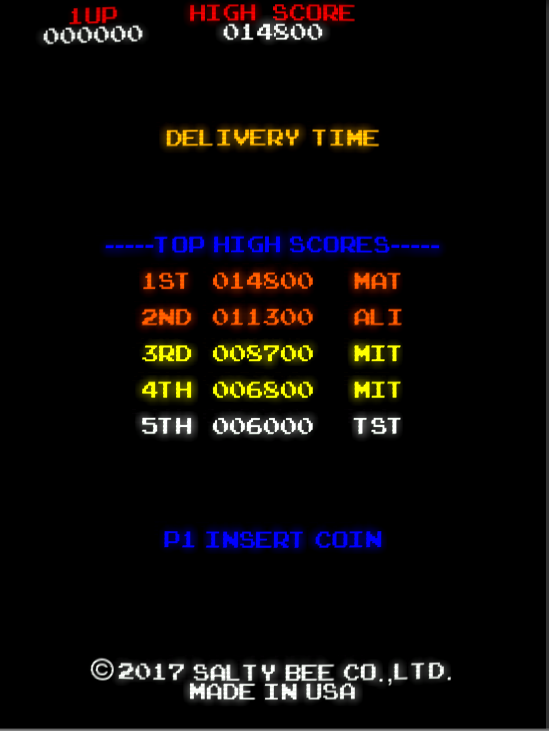 1UP HIGH SCORE
000000 014800
DELIVERY TIME
-----TOP HIGH SCORES-----
1ST 014800 MAT
2ND 011300 ALI
3RD 008700 MIT
4TH 006800 MIT
5TH 006000 TST
P1 INSERT COIN
©2017 SALTY BEE CO.,LTD.
MADE IN USA